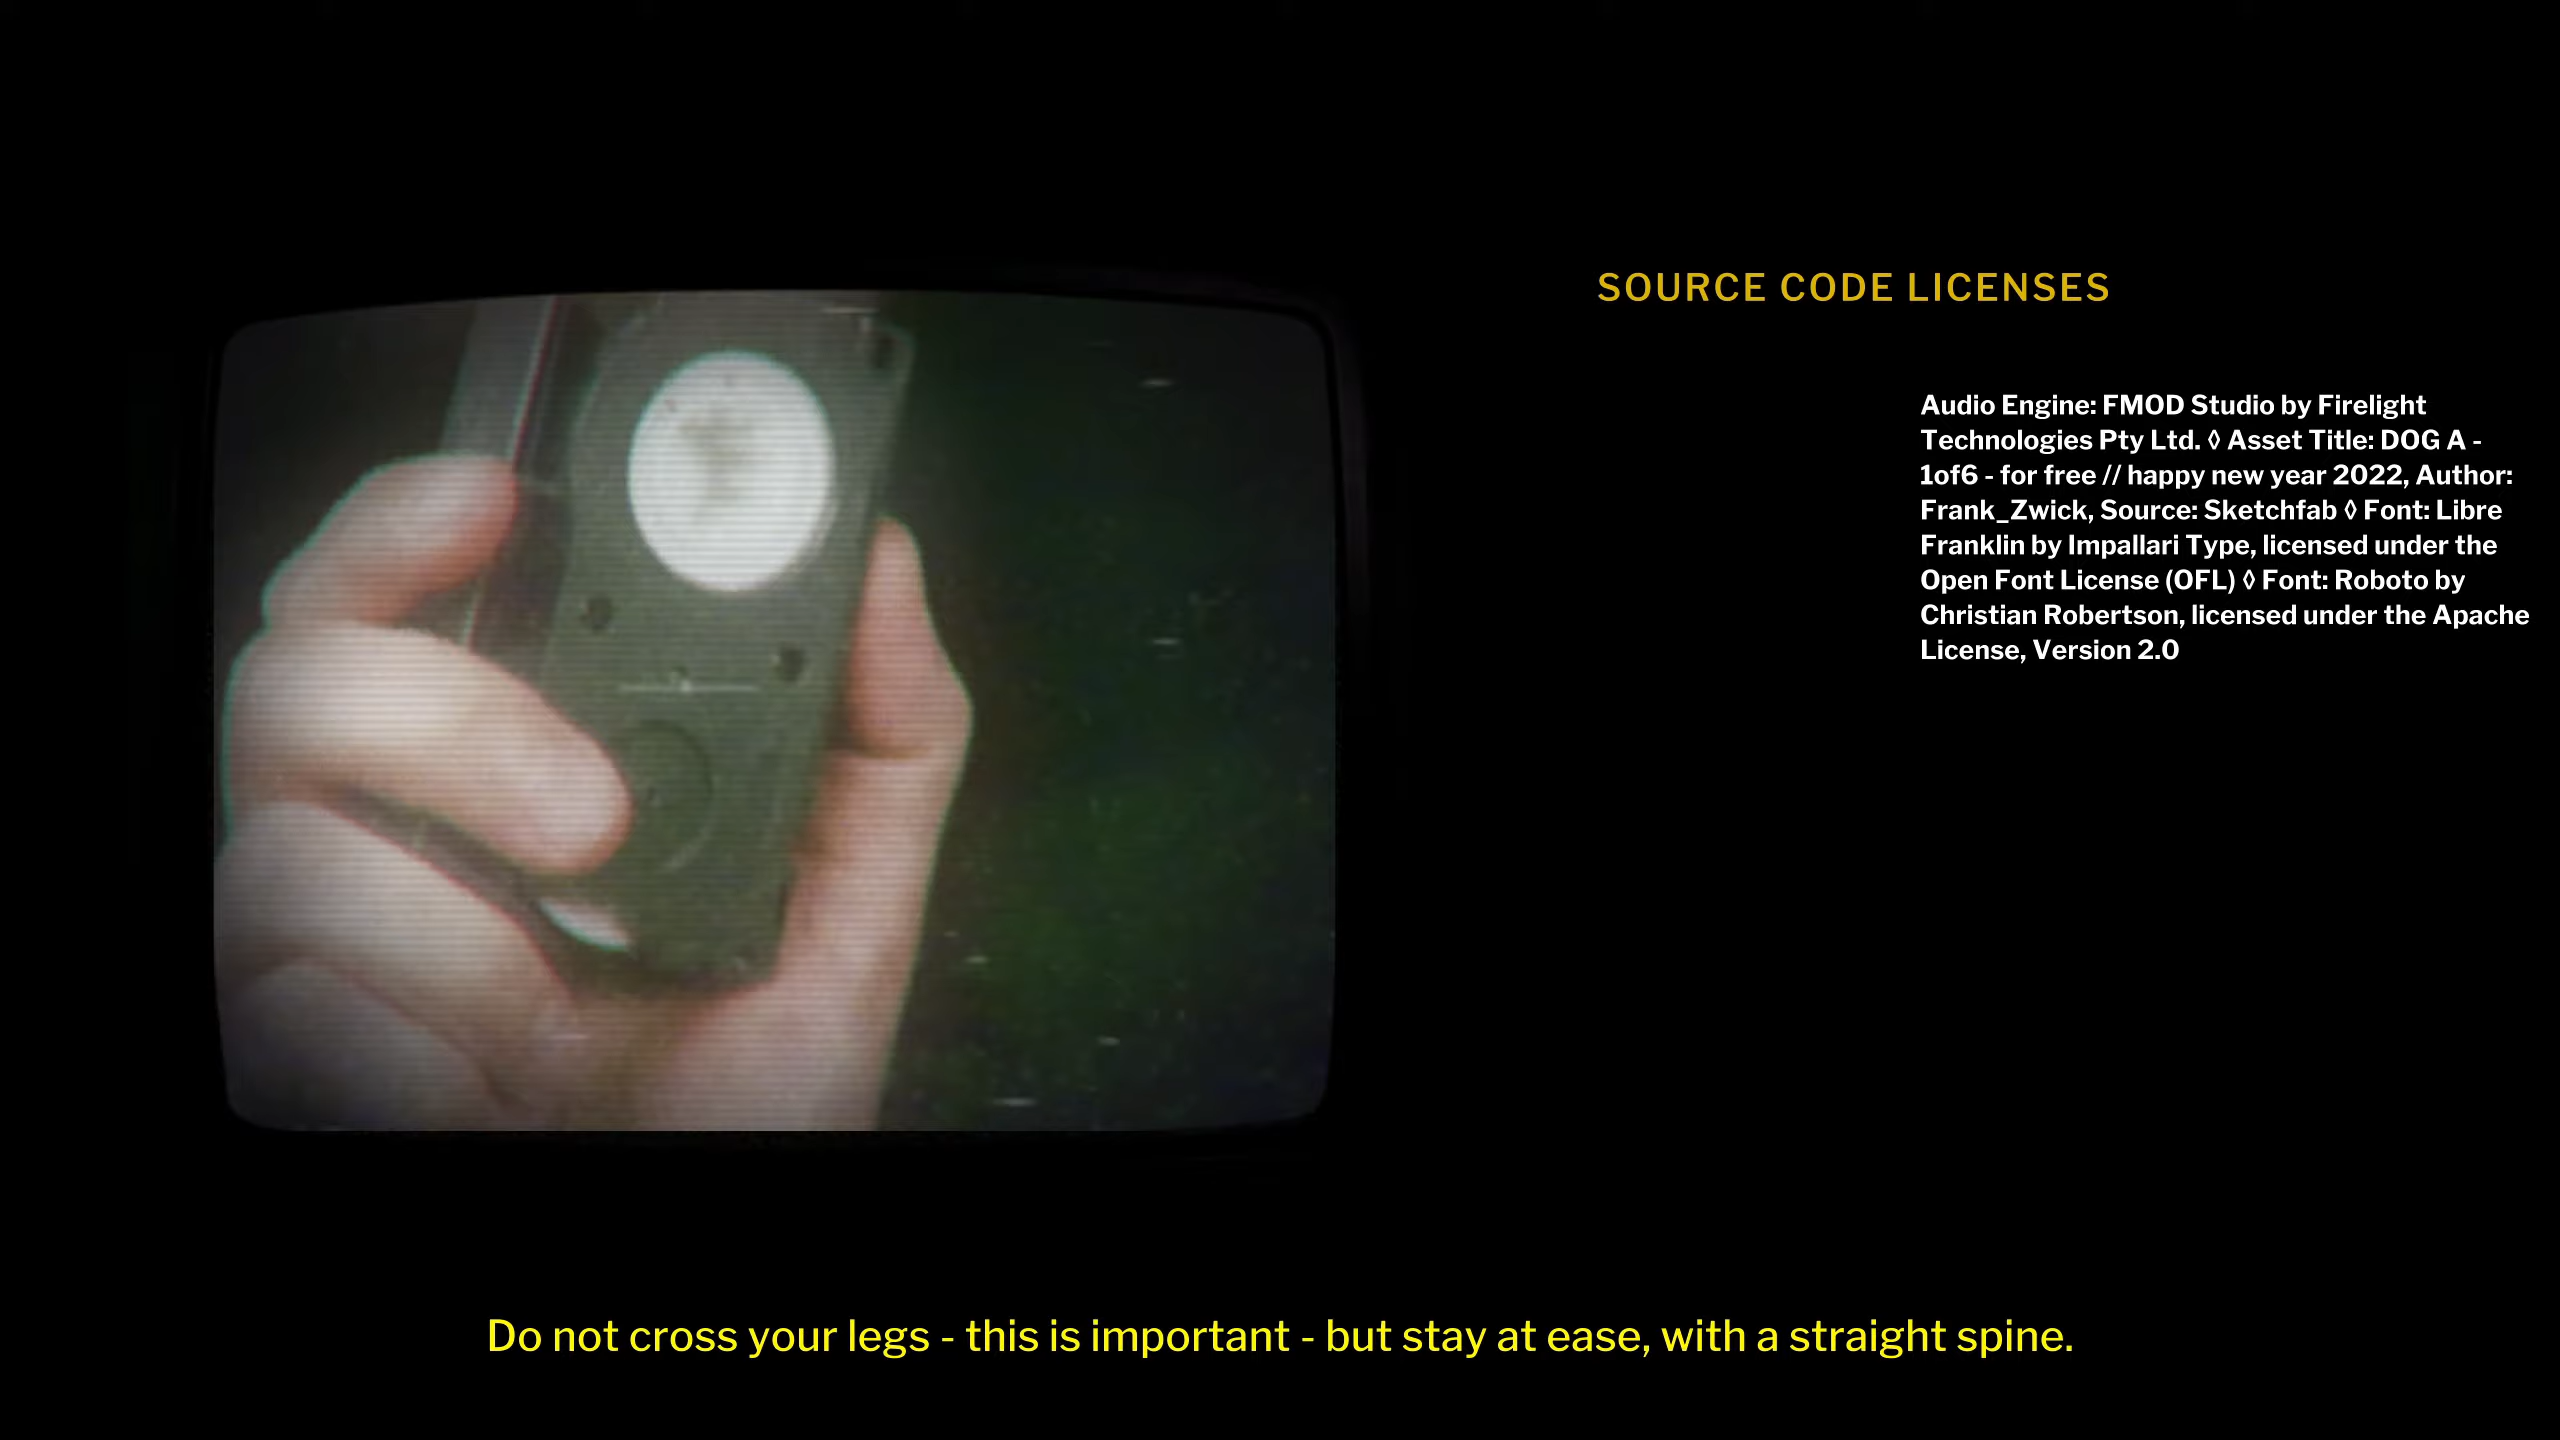 SOURCE CODE LICENSES
Audio Engine: FMOD Studio by Firelight
Technologies Pty Ltd. ◊ Asset Title: DOG A -
1of6 - for free // happy new year 2022, Author:
Frank_Zwick, Source: Sketchfab ◊ Font: Libre
Franklin by Impallari Type, licensed under the
Open Font License (OFL) ◊ Font: Roboto by
Christian Robertson, licensed under the Apache
License, Version 2.0
Do not cross your legs - this is important - but stay at ease, with a straight spine.